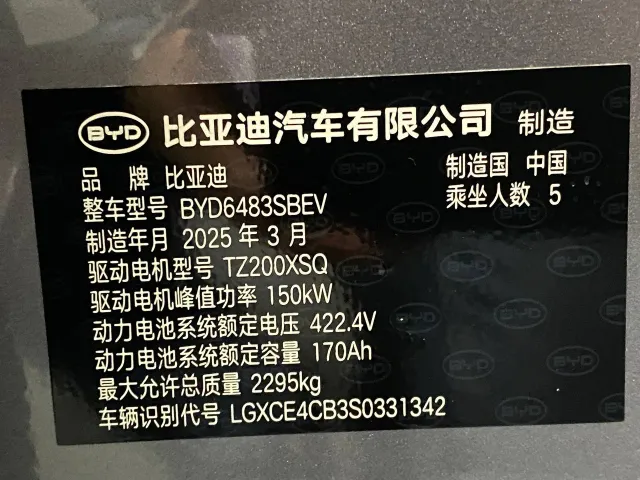 BYD 比亚迪汽车有限公司 制造
品牌 比亚迪 制造国 中国
整车型号 BYD6483SBEV 乘坐人数 5
制造年月 2025 年 3 月
驱动电机型号 TZ200XSQ
驱动电机峰值功率 150kW
动力电池系统额定电压 422.4V
动力电池系统额定容量 170Ah
最大允许总质量 2295kg
车辆识别代号 LGXCE4CB3S0331342